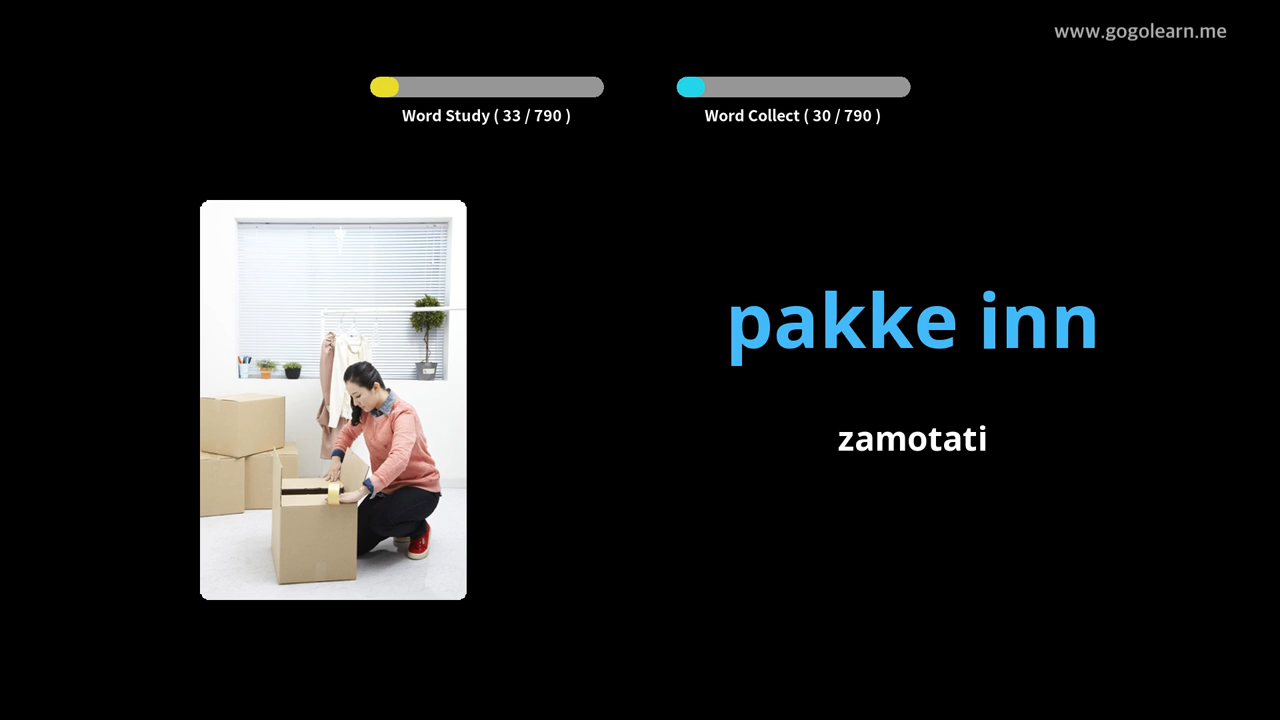 www.gogolearn.me
Word Study ( 33 / 790 )
Word Collect ( 30 / 790 )
pakke inn
zamotati